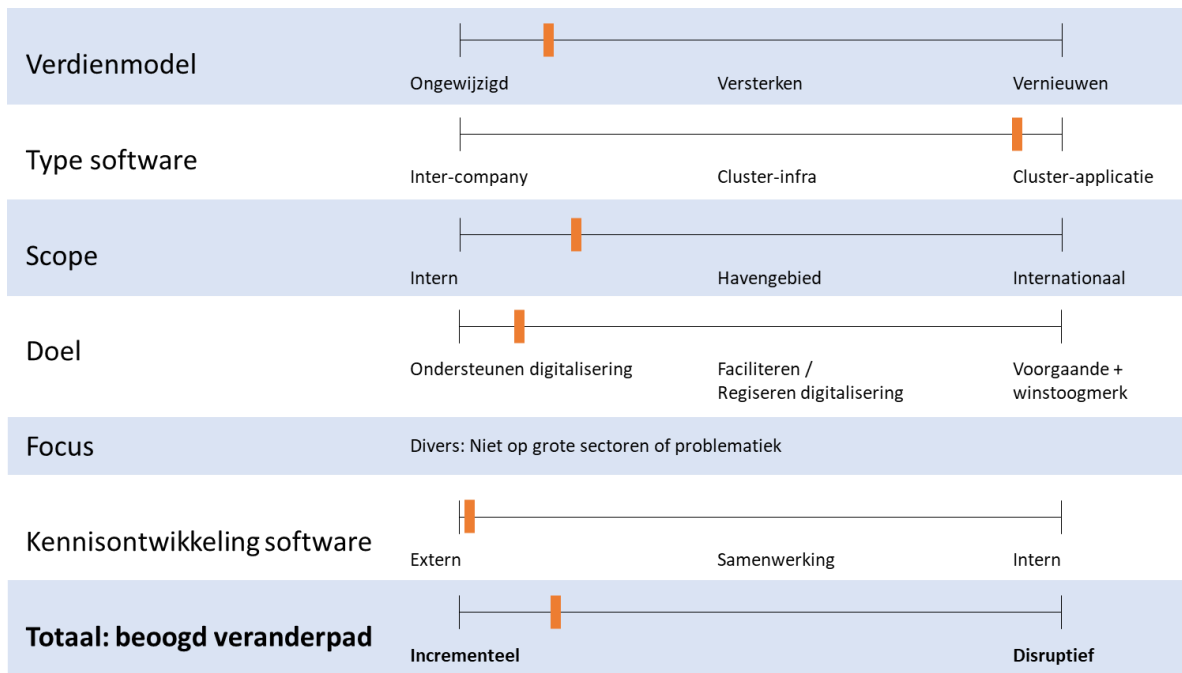 Verdienmodel
Ongewijzigd Versterken Vernieuwen
Type software
Inter-company Cluster-infra Cluster-applicatie
Scope
Intern Havengebied Internationaal
Doel
Ondersteunen digitalisering Faciliteren / Voorgaande +
Regiseren digitalisering winstoogmerk
Focus Divers: Niet op grote sectoren of problematiek
Kennisontwikkeling software
Extern Samenwerking Intern
Totaal: beoogd veranderpad
Incrementeel Disruptief